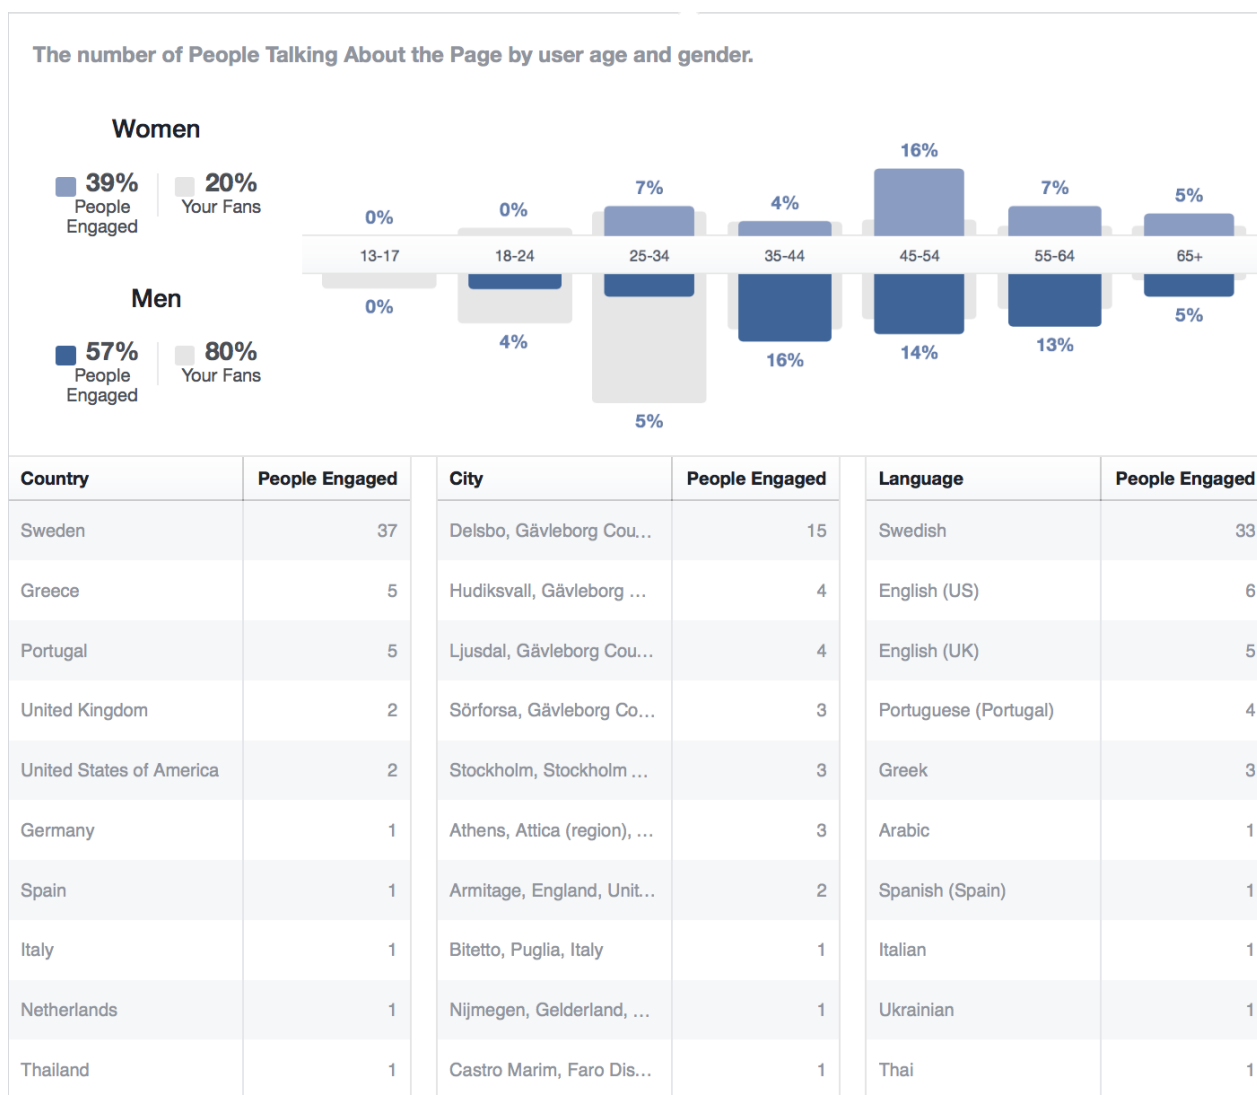 The number of People Talking About the Page by user age and gender.
Women
39% 20%
People Your Fans
Engaged
0% 0% 7% 4% 16% 7% 5%
13-17 18-24 25-34 35-44 45-54 55-64 65+
Men
57% 80%
People Your Fans
Engaged
0% 4% 5% 16% 14% 13% 5%
Country People Engaged City People Engaged Language People Engaged
Sweden 37 Delsbo, Gävleborg Cou... 15 Swedish 33
Greece 5 Hudiksvall, Gävleborg ... 4 English (US) 6
Portugal 5 Ljusdal, Gävleborg Cou... 4 English (UK) 5
United Kingdom 2 Sörforsa, Gävleborg Co... 3 Portuguese (Portugal) 4
United States of America 2 Stockholm, Stockholm ... 3 Greek 3
Germany 1 Athens, Attica (region), ... 3 Arabic 1
Spain 1 Armitage, England, Unit... 2 Spanish (Spain) 1
Italy 1 Bitetto, Puglia, Italy 1 Italian 1
Netherlands 1 Nijmegen, Gelderland, ... 1 Ukrainian 1
Thailand 1 Castro Marim, Faro Dis... 1 Thai 1